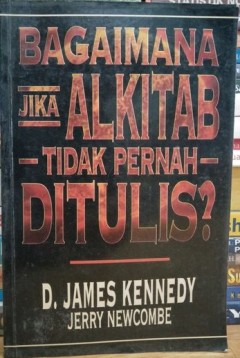 BAGAIMANA
JIKA ALKITAB
TIDAK PERNAH
DITULIS?
D. JAMES KENNEDY
JERRY NEWCOMBE